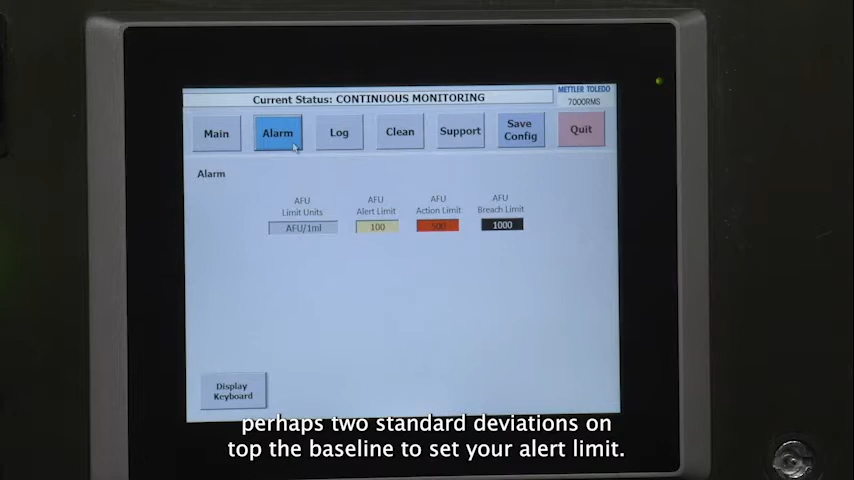 METTLER TOLEDO
Current Status: CONTINUOUS MONITORING
7000RMS
Main
Alarm
Log
Clean
Support
Save
Config
Quit
Alarm
AFU
Limit Units
AFU
Alert Limit
AFU
Action Limit
AFU
Breach Limit
AFU/1ml
100
500
1000
Display
Keyboard
perhaps two standard deviations on
top the baseline to set your alert limit.